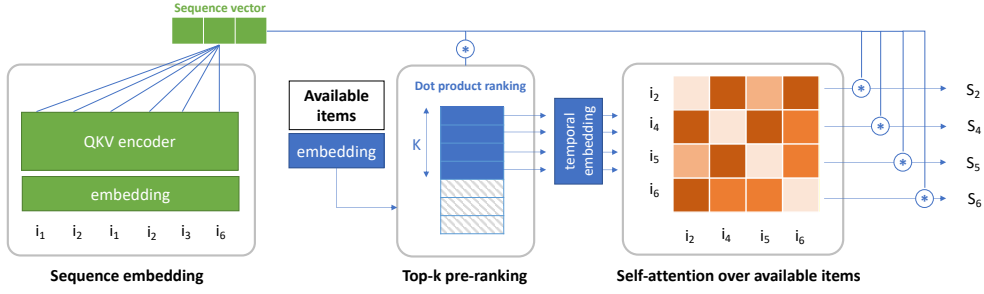 Sequence vector
QKV encoder
embedding
i1 i2 i1 i2 i3 i6
Sequence embedding
Available
items
embedding
*
Dot product ranking
K
Top-k pre-ranking
temporal
embedding
i2
i4
i5
i6
i2 i4 i5 i6
Self-attention over available items
*
*
*
*
S2
S4
S5
S6